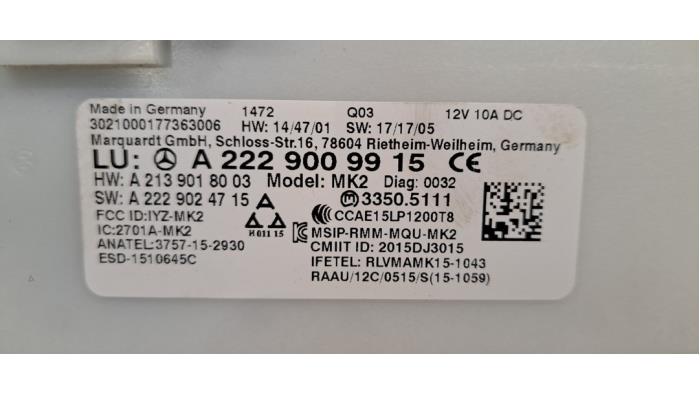 Made in Germany 1472 Q03 12V 10A DC
3021000177363006 HW: 14/47/01 SW: 17/17/05
Marquardt GmbH, Schloss-Str.16, 78604 Rietheim-Weilheim, Germany
LU: A 222 900 99 15 CE
HW: A 213 901 80 03 Model: MK2 Diag: 0032
SW: A 222 902 47 15 A 3350.5111
FCC ID:IYZ-MK2 CCAE15LP1200T8
IC:2701A-MK2 H 011 15 MSIP-RMM-MQU-MK2
ANATEL:3757-15-2930 CMIIT ID: 2015DJ3015
ESD-1510645C IFETEL: RLVMAMK15-1043
RAAU/12C/0515/S(15-1059)